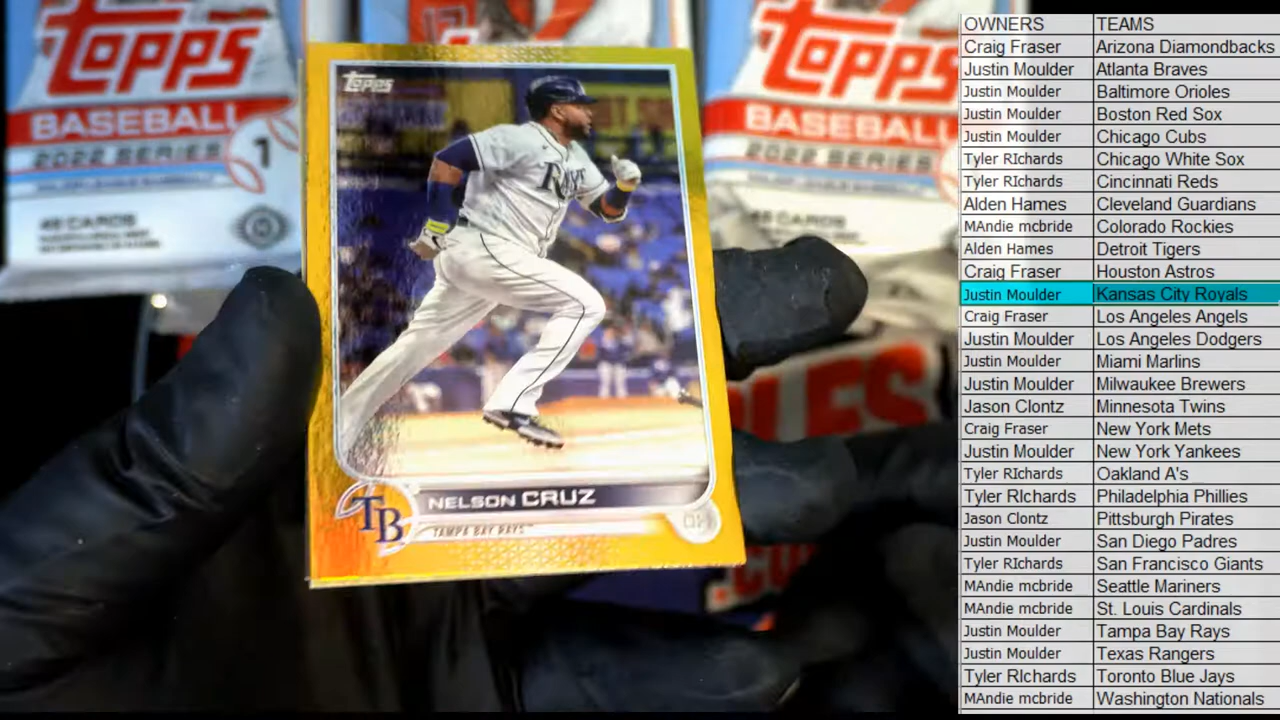 TOPPS
BASEBALL
2022 SERIES 1
TOPPS
BASEBALL
2022 SERIES
TOPPS
Rays
NELSON CRUZ
TB
TAMPA BAY RAYS
OWNERS TEAMS
Craig Fraser Arizona Diamondbacks
Justin Moulder Atlanta Braves
Justin Moulder Baltimore Orioles
Justin Moulder Boston Red Sox
Justin Moulder Chicago Cubs
Tyler RIchards Chicago White Sox
Tyler RIchards Cincinnati Reds
Alden Hames Cleveland Guardians
MAndie mcbride Colorado Rockies
Alden Hames Detroit Tigers
Craig Fraser Houston Astros
Justin Moulder Kansas City Royals
Craig Fraser Los Angeles Angels
Justin Moulder Los Angeles Dodgers
Justin Moulder Miami Marlins
Justin Moulder Milwaukee Brewers
Jason Clontz Minnesota Twins
Craig Fraser New York Mets
Justin Moulder New York Yankees
Tyler RIchards Oakland A's
Tyler RIchards Philadelphia Phillies
Jason Clontz Pittsburgh Pirates
Justin Moulder San Diego Padres
Tyler RIchards San Francisco Giants
MAndie mcbride Seattle Mariners
MAndie mcbride St. Louis Cardinals
Justin Moulder Tampa Bay Rays
Justin Moulder Texas Rangers
Tyler RIchards Toronto Blue Jays
MAndie mcbride Washington Nationals